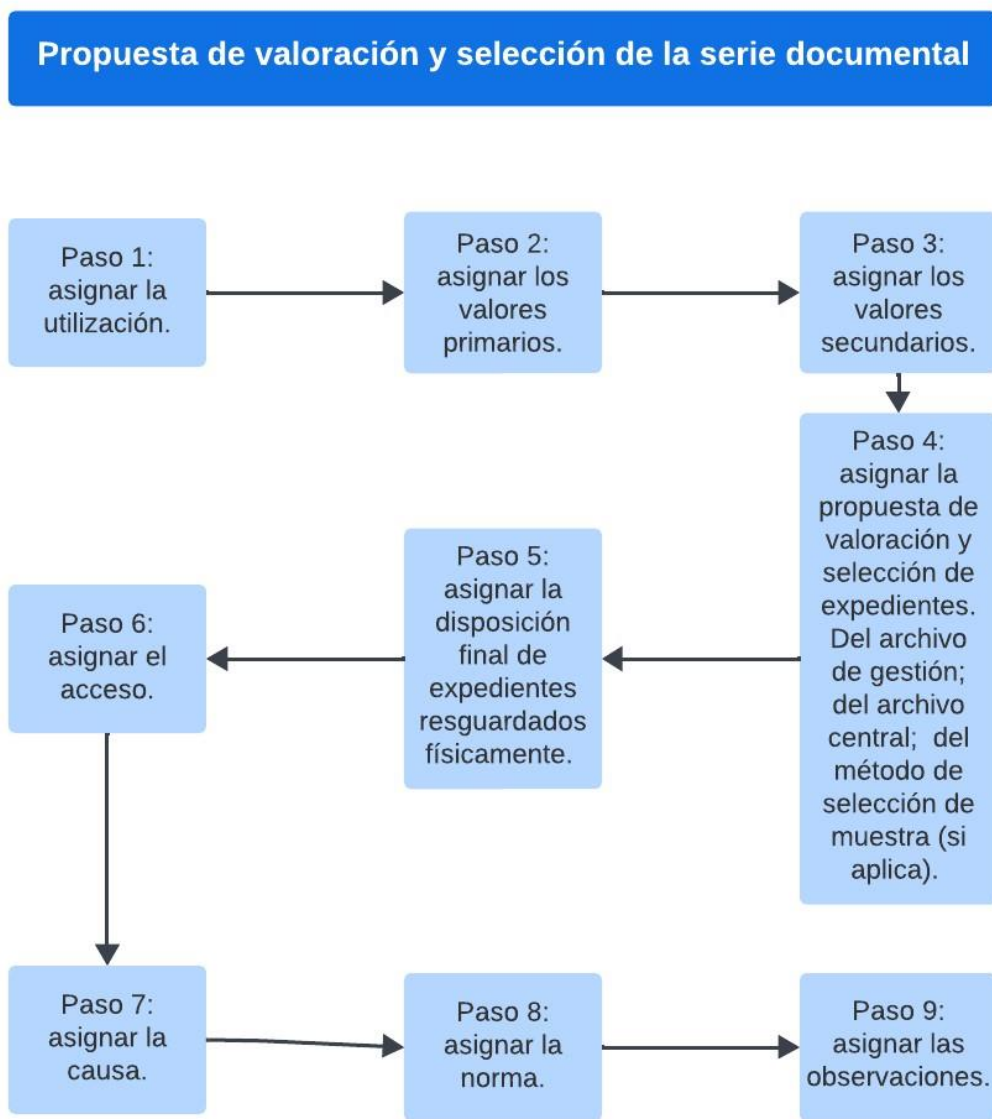 Propuesta de valoración y selección de la serie documental
Paso 1:
asignar la
utilización.
Paso 2:
asignar los
valores
primarios.
Paso 3:
asignar los
valores
secundarios.
Paso 4:
asignar la
propuesta de
valoración y
selección de
expedientes.
Del archivo
de gestión;
del archivo
central;  del
método de
selección de
muestra (si
aplica).
Paso 5:
asignar la
disposición
final de
expedientes
resguardados
físicamente.
Paso 6:
asignar el
acceso.
Paso 7:
asignar la
causa.
Paso 8:
asignar la
norma.
Paso 9:
asignar las
observaciones.